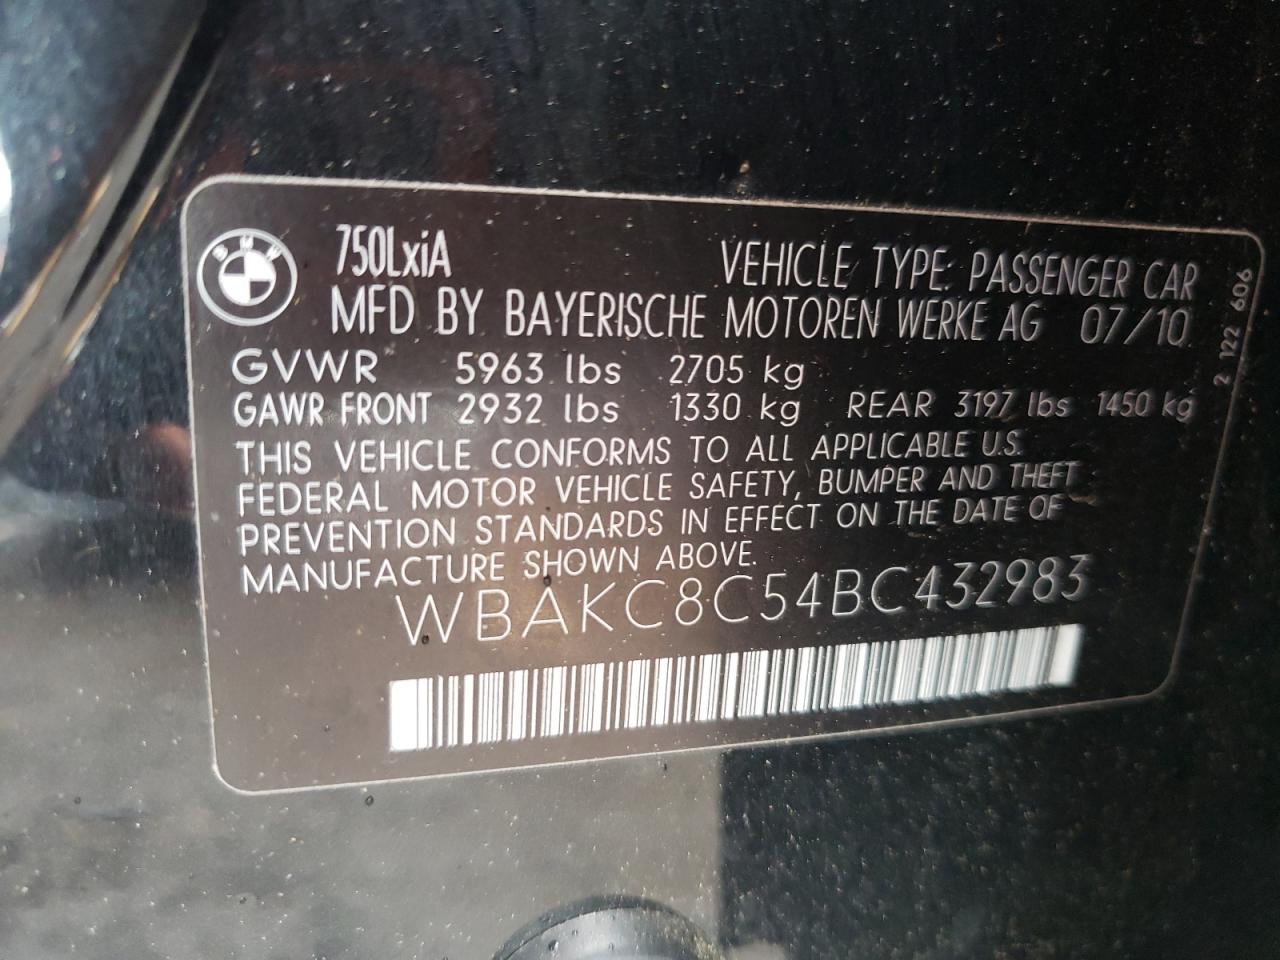 BMW
750LxiA
VEHICLE TYPE: PASSENGER CAR
MFD BY BAYERISCHE MOTOREN WERKE AG 07/10
GVWR 5963 lbs 2705 kg
GAWR FRONT 2932 lbs 1330 kg REAR 3197 lbs 1450 kg
THIS VEHICLE CONFORMS TO ALL APPLICABLE U.S.
FEDERAL MOTOR VEHICLE SAFETY, BUMPER AND THEFT
PREVENTION STANDARDS IN EFFECT ON THE DATE OF
MANUFACTURE SHOWN ABOVE.
WBAKC8C54BC432983
2 122 606